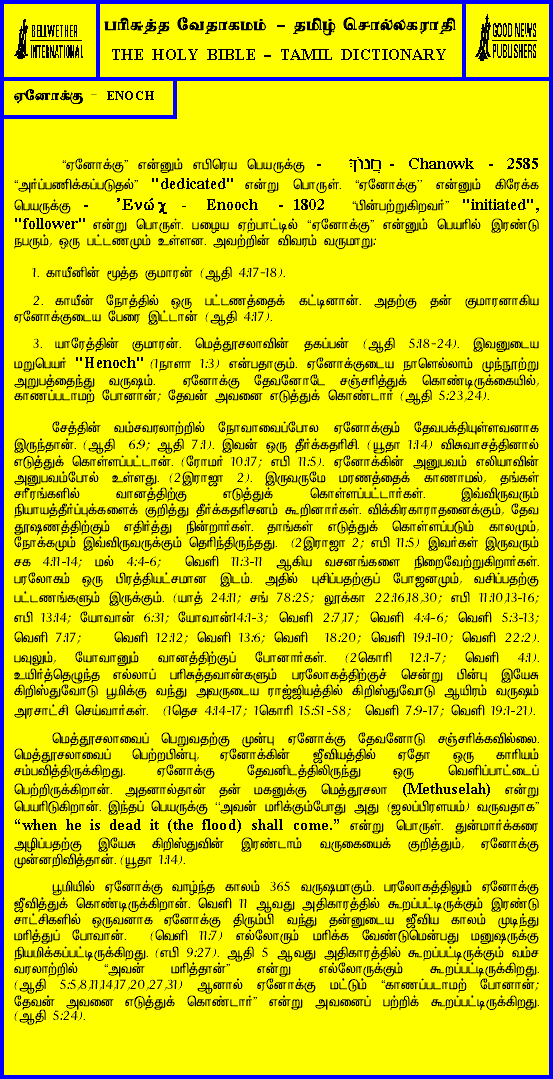 BELLWETHER
INTERNATIONAL
பரிசுத்த வேதாகமம் – தமிழ் சொல்லகராதி
THE HOLY BIBLE – TAMIL DICTIONARY
GOOD NEWS
PUBLISHERS
ஏனோக்கு – ENOCH
“ஏனோக்கு” என்னும் எபிரெய பெயருக்கு - חֲנוֹךְ - Chanowk - 2585
“அர்ப்பணிக்கப்படுதல்” "dedicated" என்று பொருள். “ஏனோக்கு” என்னும் கிரேக்க
பெயருக்கு - Ἑνώχ - Enooch - 1802 “பின்பற்றுகிறவர்” "initiated",
"follower" என்று பொருள். பழைய ஏற்பாட்டில் “ஏனோக்கு” என்னும் பெயரில் இரண்டு
நபரும், ஒரு பட்டணமும் உள்ளன. அவற்றின் விவரம் வருமாறு:
1. காயீனின் மூத்த குமாரன் (ஆதி 4:17-18).
2. காயீன் நோத்தில் ஒரு பட்டணத்தைக் கட்டினான். அதற்கு தன் குமாரனாகிய
ஏனோக்குடைய பேரை இட்டான் (ஆதி 4:17).
3. யாரேத்தின் குமாரன். மெத்தூசலாவின் தகப்பன் (ஆதி 5:18-24). இவனுடைய
மறுபெயர் "Henoch" (1நாளா 1:3) என்பதாகும். ஏனோக்குடைய நாளெல்லாம் முந்நூற்று
அறுபத்தைந்து வருஷம். ஏனோக்கு தேவனோடே சஞ்சரித்துக் கொண்டிருக்கையில்,
காணப்படாமற் போனான்; தேவன் அவனை எடுத்துக் கொண்டார் (ஆதி 5:23,24).
சேத்தின் வம்சவரலாற்றில் நோவாவைப்போல ஏனோக்கும் தேவபக்தியுள்ளவனாக
இருந்தான். (ஆதி 6:9; ஆதி 7:1). இவன் ஒரு தீர்க்கதரிசி. (யூதா 1:14) விசுவாசத்தினால்
எடுத்துக் கொள்ளப்பட்டான். (ரோமர் 10:17; எபி 11:5). ஏனோக்கின் அனுபவம் எலியாவின்
அனுபவம்போல் உள்ளது. (2இராஜா 2). இருவருமே மரணத்தைக் காணாமல், தங்கள்
சரீரங்களில் வானத்திற்கு எடுத்துக் கொள்ளப்பட்டார்கள். இவ்விருவரும்
நியாயத்தீர்ப்புக்களைக் குறித்து தீர்க்கதரிசனம் கூறினார்கள். விக்கிரகாராதனைக்கும், தேவ
தூஷணத்திற்கும் எதிர்த்து நின்றார்கள். தாங்கள் எடுத்துக் கொள்ளப்படும் காலமும்,
நோக்கமும் இவ்விருவருக்கும் தெரிந்திருந்தது. (2இராஜா 2; எபி 11:5) இவர்கள் இருவரும்
சக 4:11-14; மல் 4:4-6; வெளி 11:3-11 ஆகிய வசனங்களை நிறைவேற்றுகிறார்கள்.
பரலோகம் ஒரு பிரத்தியட்சமான இடம். அதில் புசிப்பதற்குப் போஜனமும், வசிப்பதற்கு
பட்டணங்களும் இருக்கும். (யாத் 24:11; சங் 78:25; லூக்கா 22:16,18,30; எபி 11:10,13-16;
எபி 13:14; யோவான் 6:31 யோவான்14:1-3; வெளி 2:7,17; வெளி 4:4-6; வெளி 5:3-13;
வெளி 7:17; வெளி 12:12; வெளி 13:6; வெளி 18:20; வெளி 19:1-10; வெளி 22:2).
பவுலும், யோவானும் வானத்திற்குப் போனார்கள். (2கொரி 12:1-7; வெளி 4:1).
உயிர்த்தெழுந்த எல்லாப் பரிசுத்தவான்களும் பரலோகத்திற்குச் சென்று பின்பு இயேசு
கிறிஸ்துவோடு பூமிக்கு வந்து அவருடைய ராஜ்ஜியத்தில் கிறிஸ்துவோடு ஆயிரம் வருஷம்
அரசாட்சி செய்வார்கள். (1தெச 4:14-17; 1கொரி 15:51-58; வெளி 7:9-17; வெளி 19:1-21).
மெத்தூசலாவைப் பெறுவதற்கு முன்பு ஏனோக்கு தேவனோடு சஞ்சரிக்கவில்லை.
மெத்தூசலாவைப் பெற்றபின்பு, ஏனோக்கின் ஜீவியத்தில் ஏதோ ஒரு காரியம்
சம்பவித்திருக்கிறது. ஏனோக்கு தேவனிடத்திலிருந்து ஒரு வெளிப்பாட்டைப்
பெற்றிருக்கிறான். அதனால்தான் தன் மகனுக்கு மெத்தூசலா (Methuselah) என்று
பெயரிடுகிறான். இந்தப் பெயருக்கு “அவன் மரிக்கும்போது அது (ஜலப்பிரளயம்) வருவதாக”
“when he is dead it (the flood) shall come.” என்று பொருள். துன்மார்க்கரை
அழிப்பதற்கு இயேசு கிறிஸ்துவின் இரண்டாம் வருகையைக் குறித்தும், ஏனோக்கு
முன்னறிவித்தான். (யூதா 1:14).
பூமியில் ஏனோக்கு வாழ்ந்த காலம் 365 வருஷமாகும். பரலோகத்திலும் ஏனோக்கு
ஜீவித்துக் கொண்டிருக்கிறான். வெளி 11 ஆவது அதிகாரத்தில் கூறப்பட்டிருக்கும் இரண்டு
சாட்சிகளில் ஒருவனாக ஏனோக்கு திரும்பி வந்து தன்னுடைய ஜீவிய காலம் முடிந்து
மரித்துப் போவான். (வெளி 11:7) எல்லோரும் மரிக்க வேண்டுமென்பது மனுஷருக்கு
நியமிக்கப்பட்டிருக்கிறது. (எபி 9:27). ஆதி 5 ஆவது அதிகாரத்தில் கூறப்பட்டிருக்கும் வம்ச
வரலாற்றில் “அவன் மரித்தான்” என்று எல்லோருக்கும் கூறப்பட்டிருக்கிறது.
(ஆதி 5:5,8,11,14,17,20,27,31) ஆனால் ஏனோக்கு மட்டும் “காணப்படாமற் போனான்;
தேவன் அவனை எடுத்துக் கொண்டார்” என்று அவனைப் பற்றிக் கூறப்பட்டிருக்கிறது.
(ஆதி 5:24).